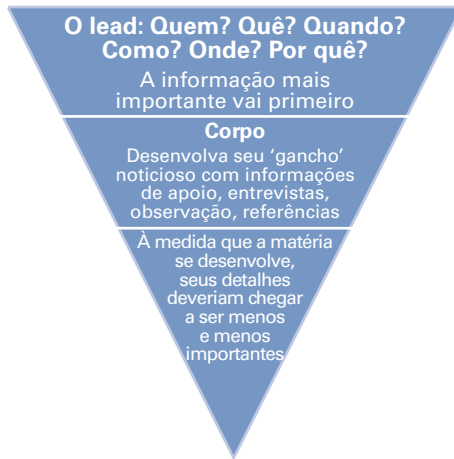 O lead: Quem? Quê? Quando?
Como? Onde? Por quê?
A informação mais
importante vai primeiro
Corpo
Desenvolva seu ‘gancho’
noticioso com informações
de apoio, entrevistas,
observação, referências
À medida que a matéria
se desenvolve,
seus detalhes
deveriam chegar
a ser menos
e menos
importantes